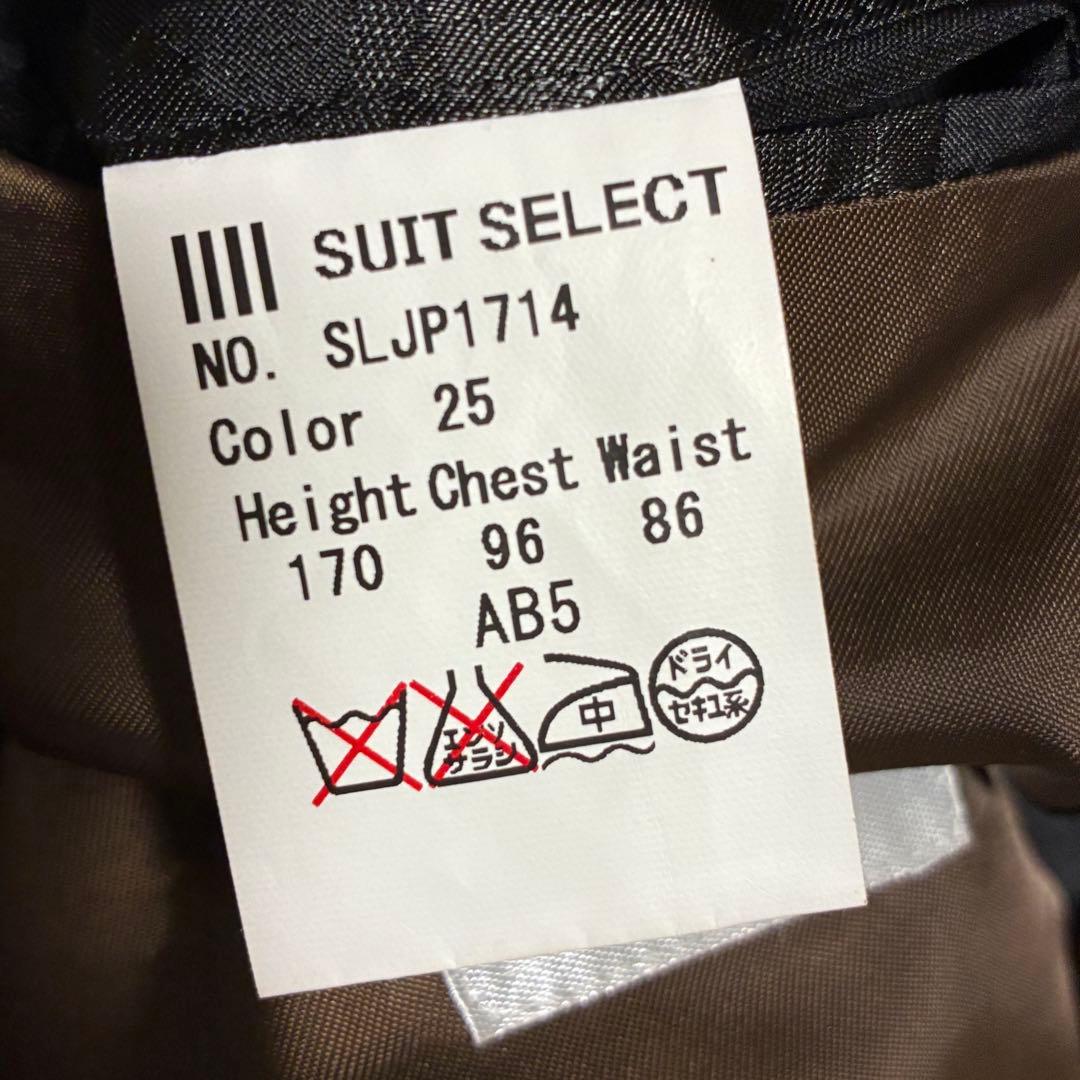 SUIT SELECT
NO. SLJP1714
Color 25
Height Chest Waist
170 96 86
AB5
エンソ
サラシ
中
ドライ
セキユ系